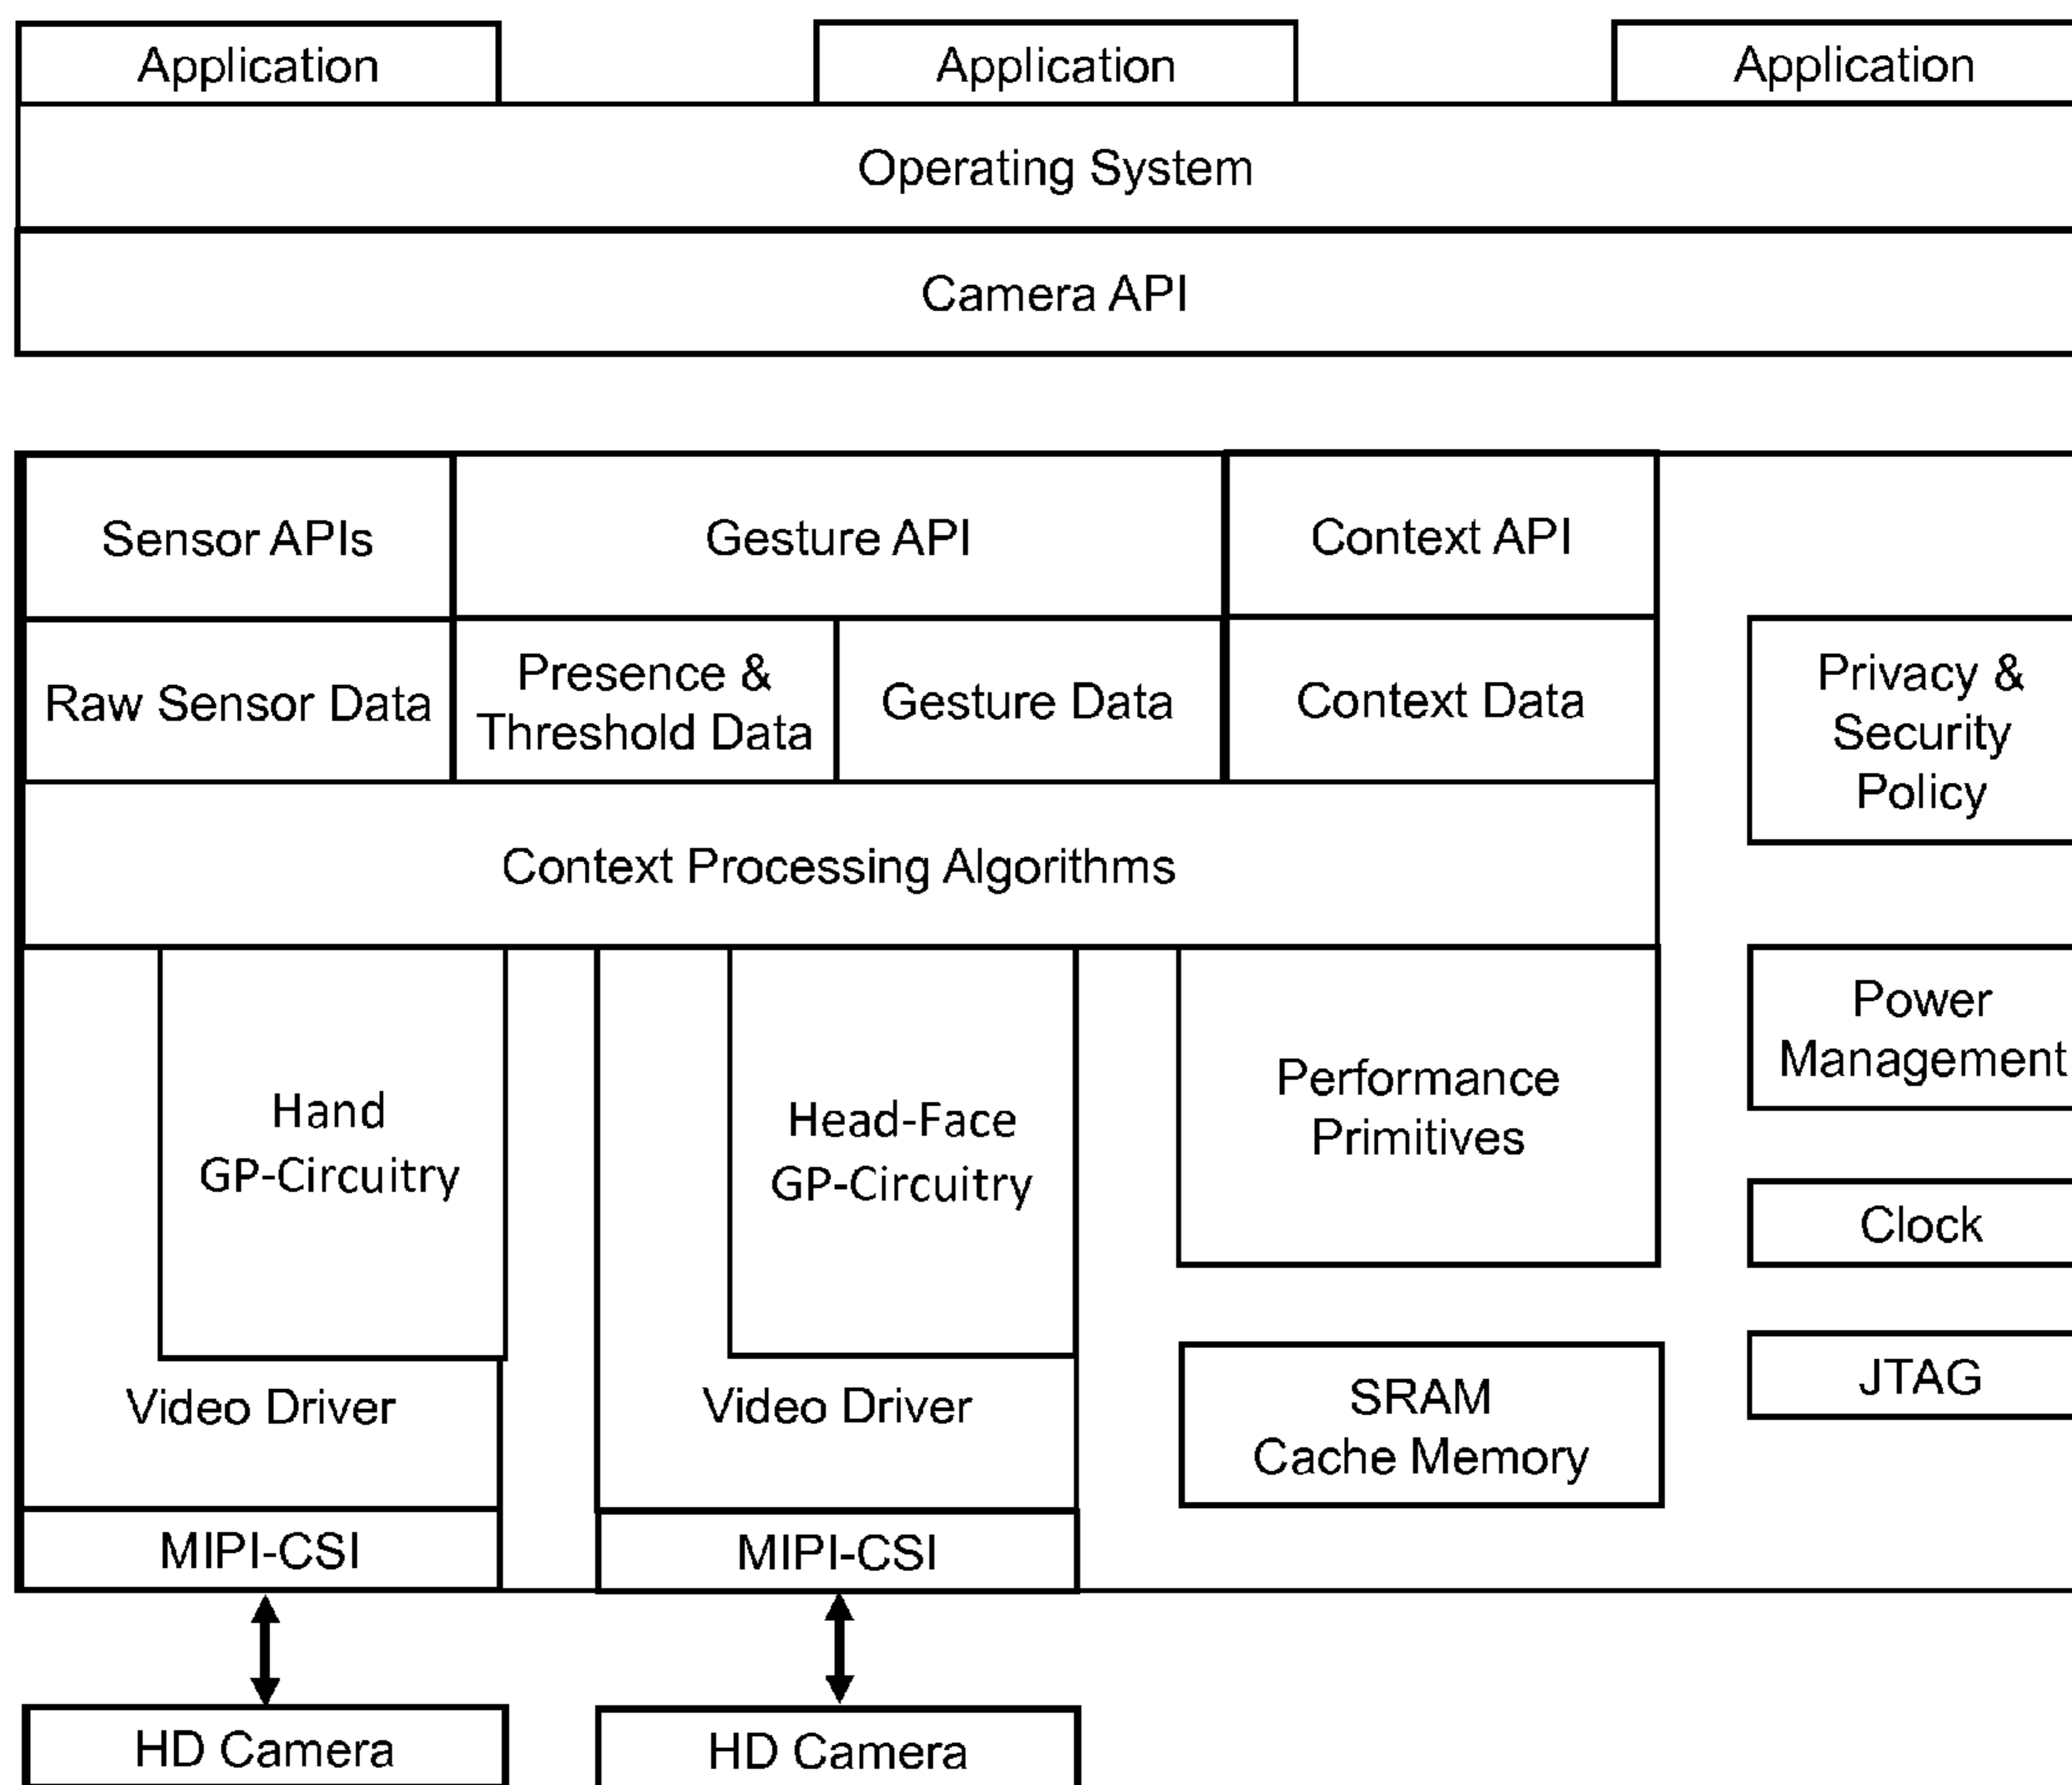 Application
Application
Application
Operating System
Camera API
Sensor APIs
Gesture API
Context API
Raw Sensor Data
Presence &
Threshold Data
Gesture Data
Context Data
Privacy &
Security
Policy
Context Processing Algorithms
Hand
GP-Circuitry
Head-Face
GP-Circuitry
Performance
Primitives
Power
Management
Clock
Video Driver
Video Driver
SRAM
Cache Memory
JTAG
MIPI-CSI
MIPI-CSI
HD Camera
HD Camera